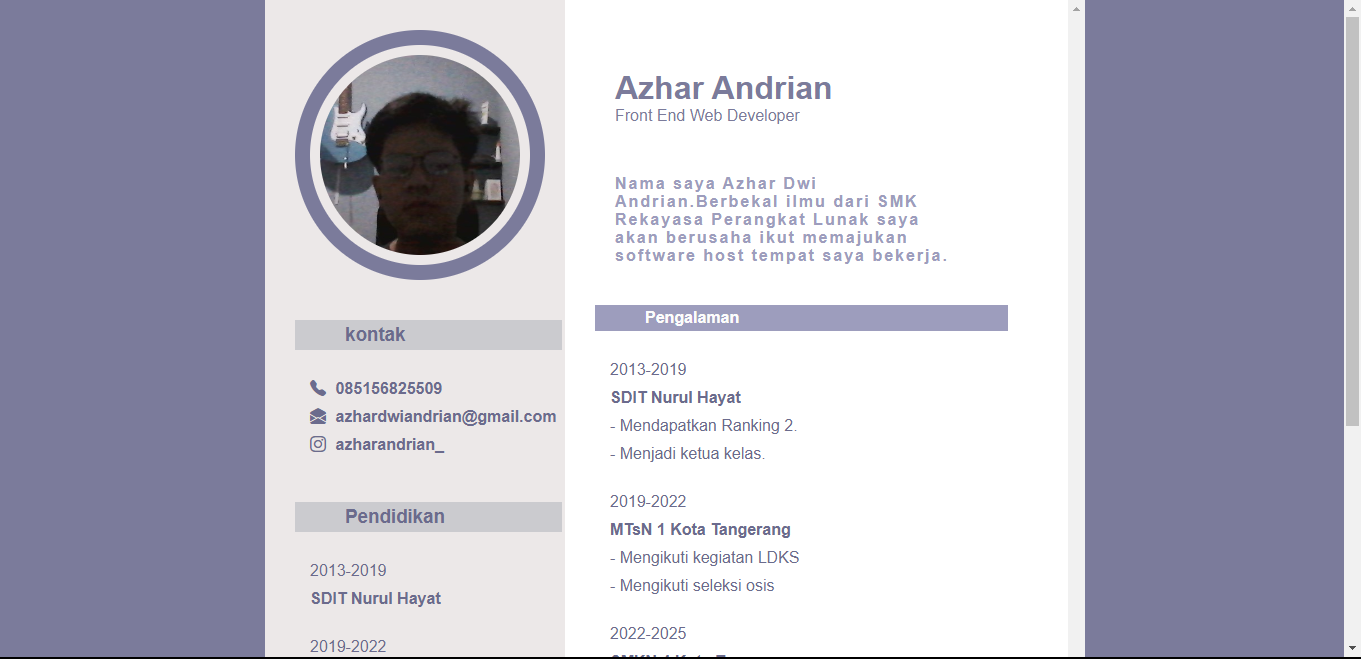 Azhar Andrian
Front End Web Developer
Nama saya Azhar Dwi
Andrian.Berbekal ilmu dari SMK
Rekayasa Perangkat Lunak saya
akan berusaha ikut memajukan
software host tempat saya bekerja.
kontak
085156825509
azhardwiandrian@gmail.com
azharandrian_
Pendidikan
2013-2019
SDIT Nurul Hayat
2019-2022
Pengalaman
2013-2019
SDIT Nurul Hayat
- Mendapatkan Ranking 2.
- Menjadi ketua kelas.
2019-2022
MTsN 1 Kota Tangerang
- Mengikuti kegiatan LDKS
- Mengikuti seleksi osis
2022-2025